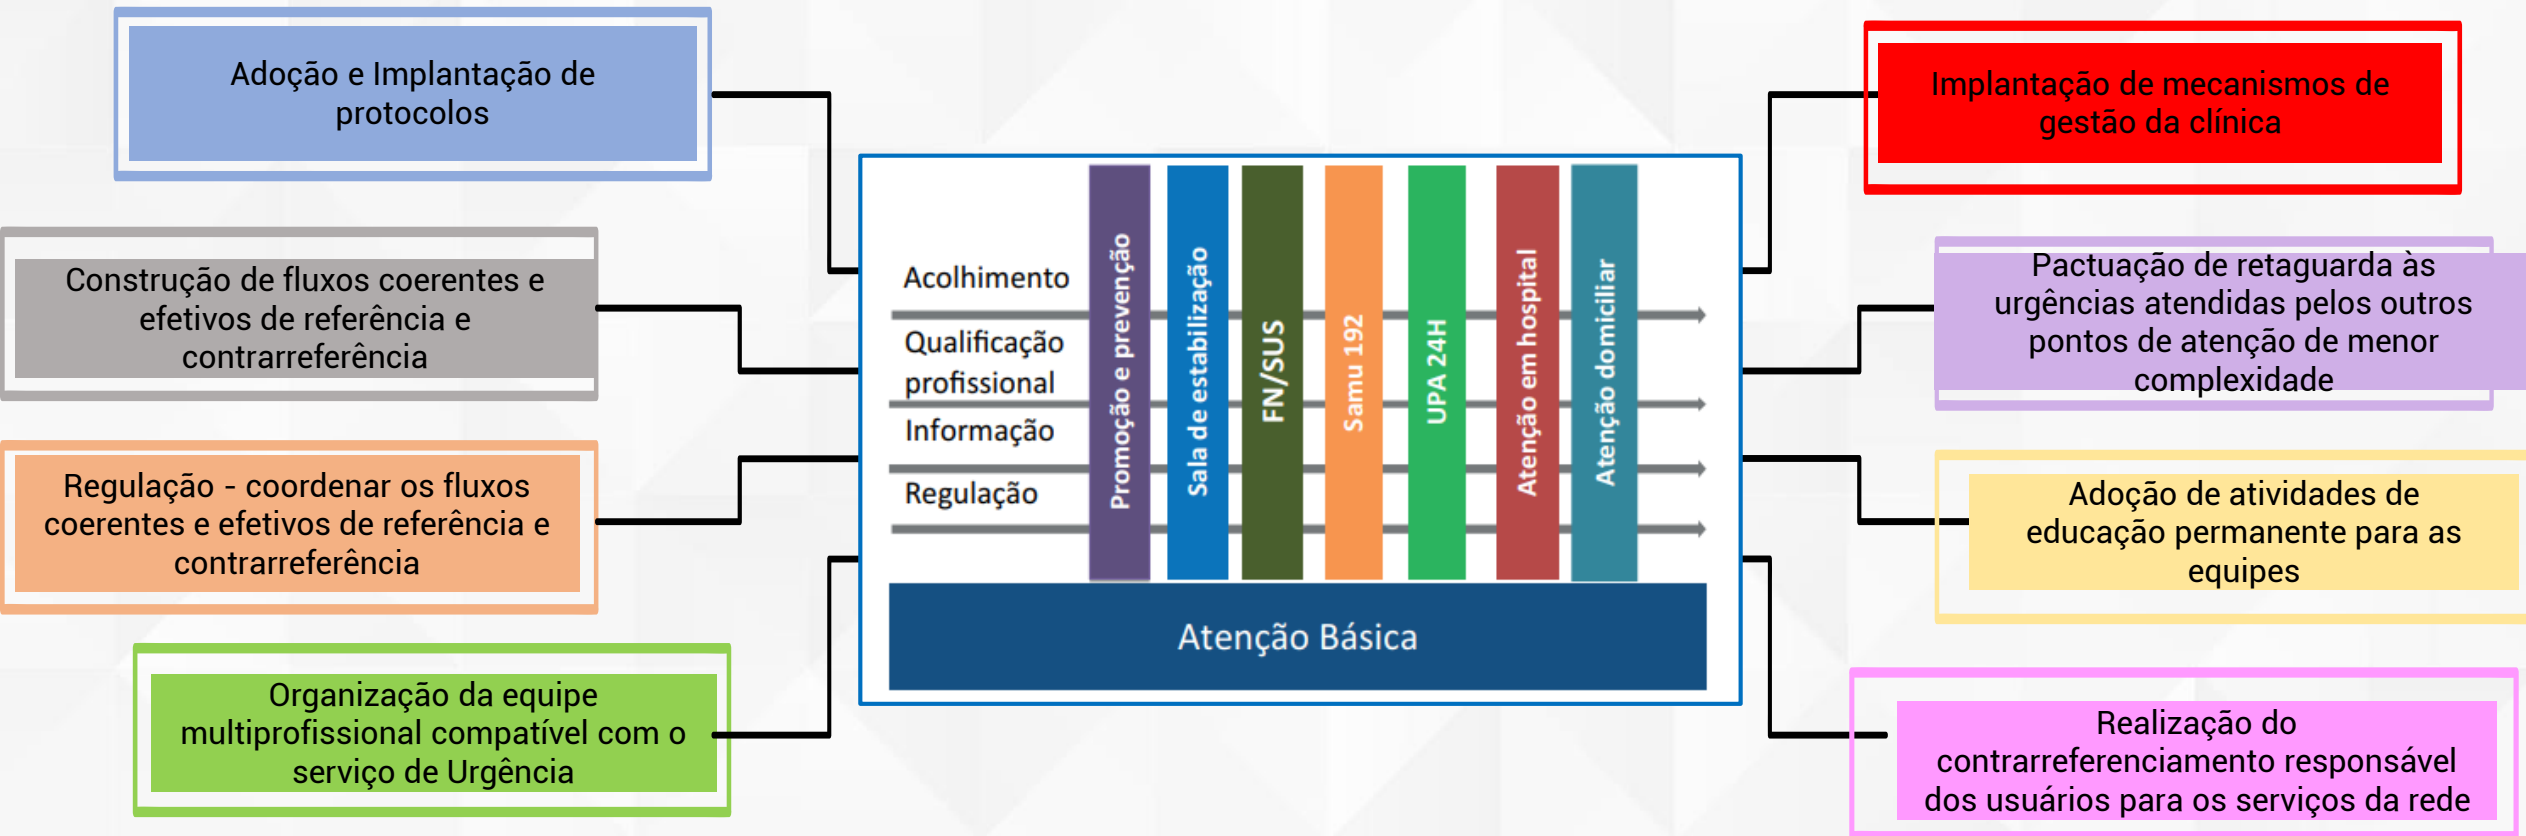 Adoção e Implantação de
protocolos
Construção de fluxos coerentes e
efetivos de referência e
contrarreferência
Regulação - coordenar os fluxos
coerentes e efetivos de referência e
contrarreferência
Organização da equipe
multiprofissional compatível com o
serviço de Urgência
Acolhimento
Qualificação
profissional
Informação
Regulação
Promoção e prevenção
Sala de estabilização
FN/SUS
Samu 192
UPA 24H
Atenção em hospital
Atenção domiciliar
Atenção Básica
Implantação de mecanismos de
gestão da clínica
Pactuação de retaguarda às
urgências atendidas pelos outros
pontos de atenção de menor
complexidade
Adoção de atividades de
educação permanente para as
equipes
Realização do
contrarreferenciamento responsável
dos usuários para os serviços da rede